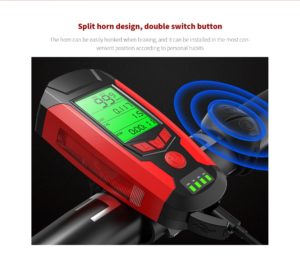 Split horn design, double switch button
The horn can be easily honked when braking, and it can be installed in the most con-
venient position according to personal habits